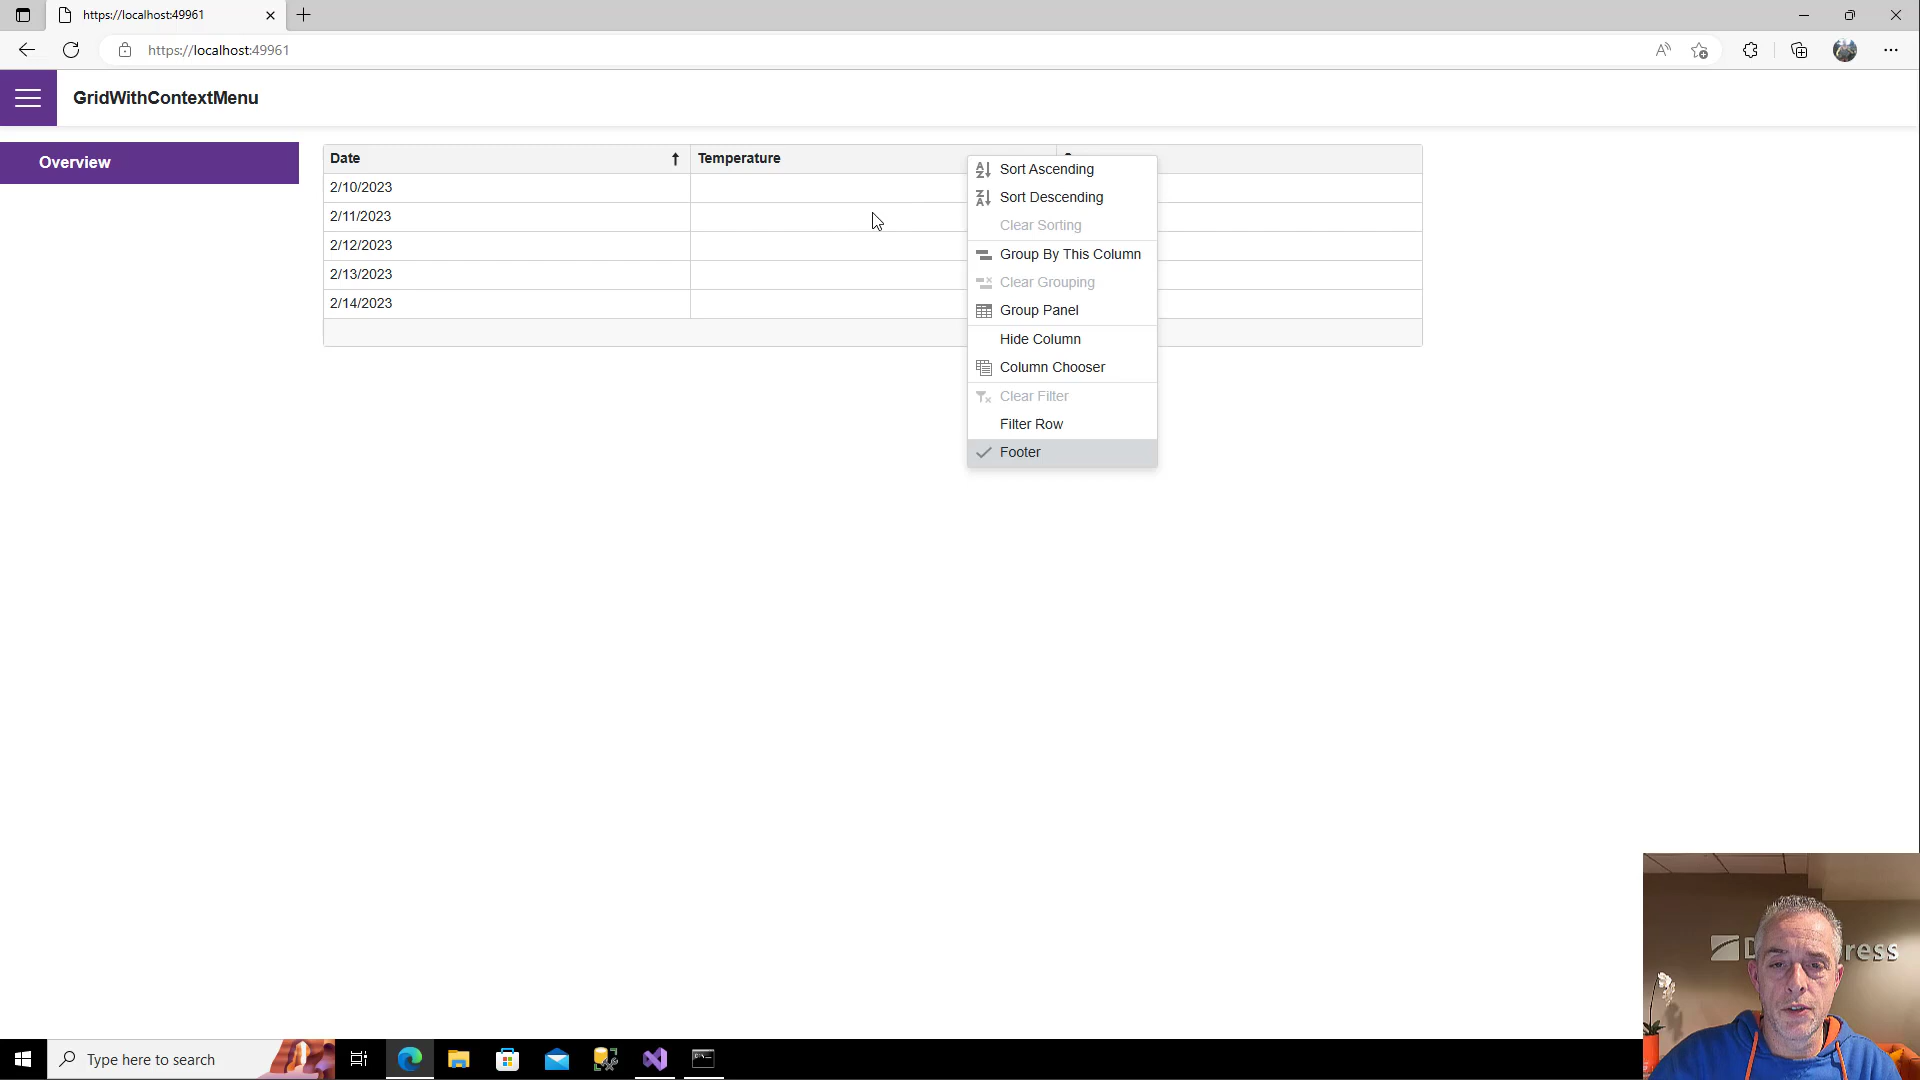 https://localhost:49961
https://localhost:49961
GridWithContextMenu
Overview
Date
Temperature
2/10/2023
2/11/2023
2/12/2023
2/13/2023
2/14/2023
Sort Ascending
Sort Descending
Clear Sorting
Group By This Column
Clear Grouping
Group Panel
Hide Column
Column Chooser
Clear Filter
Filter Row
Footer
Type here to search